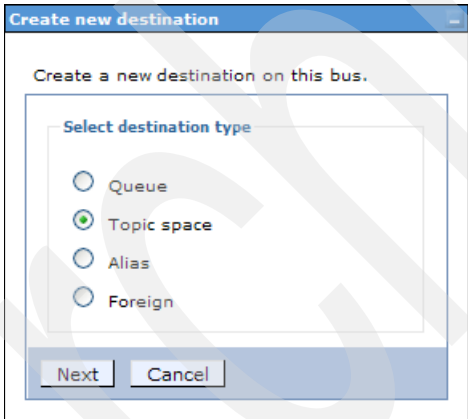 Create new destination
Create a new destination on this bus.
Select destination type
Queue
Topic space
Alias
Foreign
Next Cancel